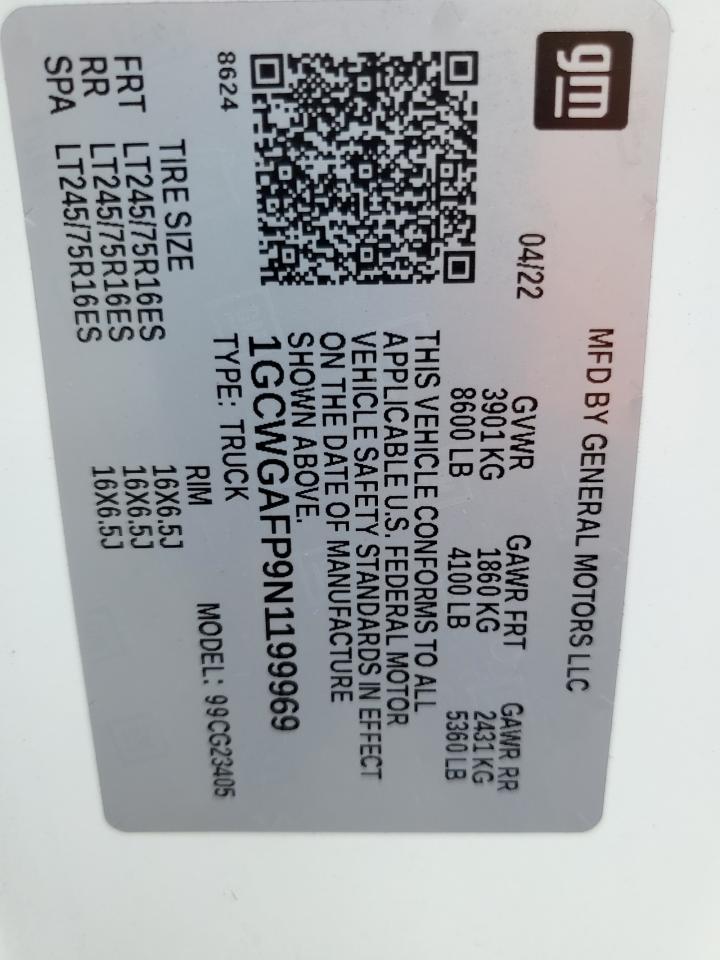 gm
MFD BY GENERAL MOTORS LLC
04/22
GVWR GAWR FRT GAWR RR
3901 KG 1860 KG 2431 KG
8600 LB 4100 LB 5360 LB
THIS VEHICLE CONFORMS TO ALL
APPLICABLE U.S. FEDERAL MOTOR
VEHICLE SAFETY STANDARDS IN EFFECT
ON THE DATE OF MANUFACTURE
SHOWN ABOVE.
1GCWGAFP9N1199969
8624
TYPE: TRUCK MODEL: 99CG23405
TIRE SIZE RIM
FRT LT245/75R16ES 16X6.5J
RR LT245/75R16ES 16X6.5J
SPA LT245/75R16ES 16X6.5J